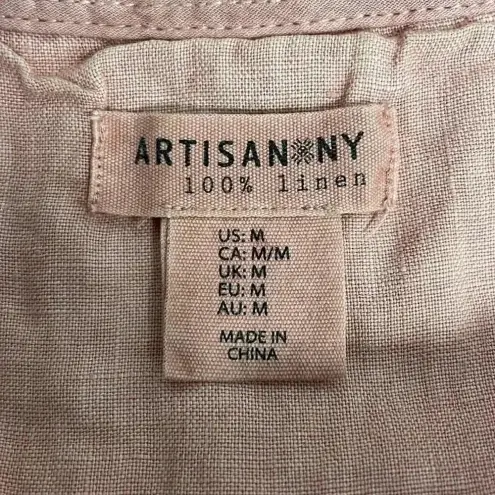 ARTISAN NY
100% linen
US: M
CA: M/M
UK: M
EU: M
AU: M
MADE IN
CHINA